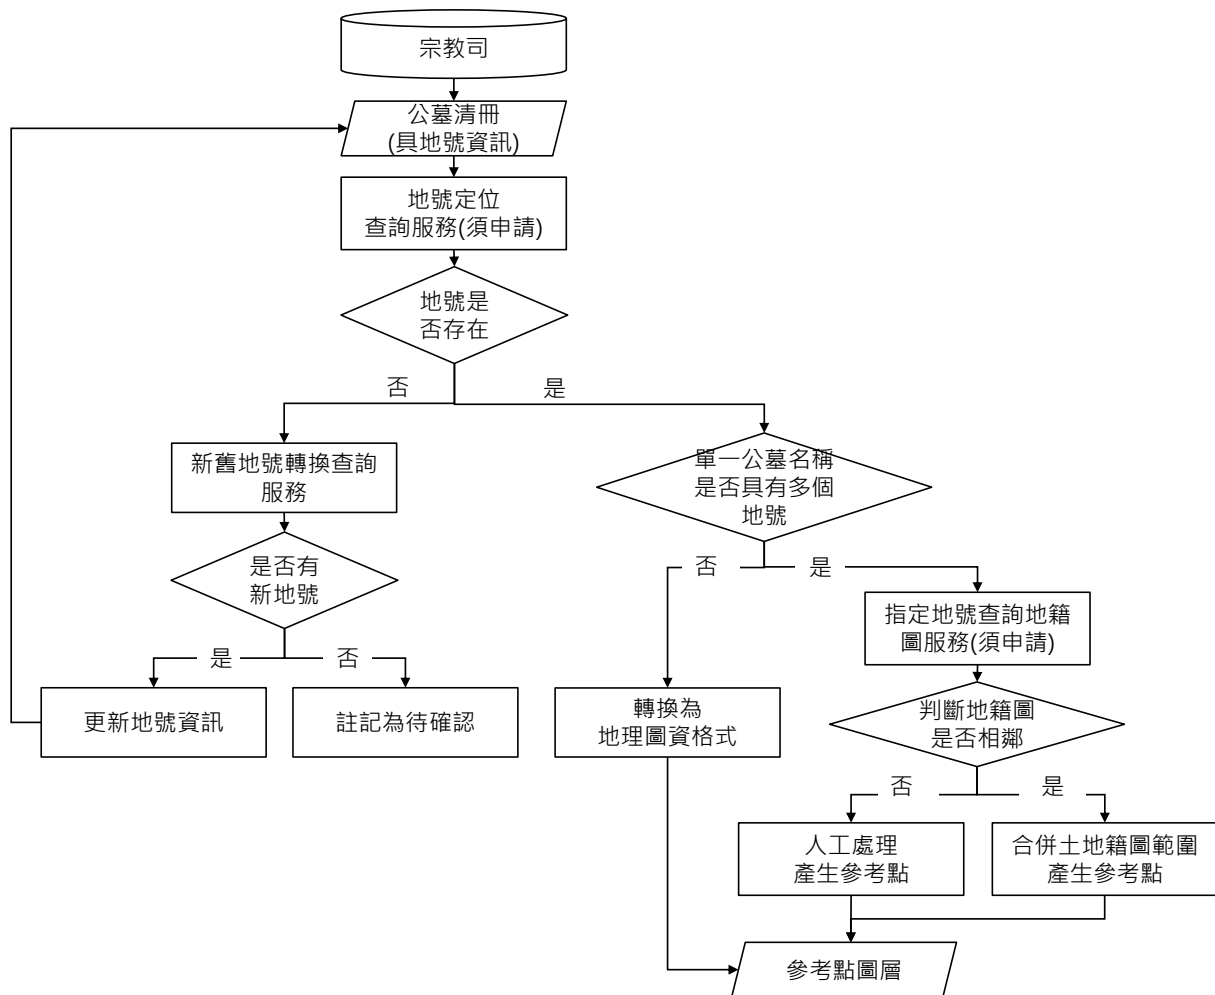 宗教司
公墓清冊
(具地號資訊)
地號定位
查詢服務(須申請)
地號是
否存在
否
是
新舊地號轉換查詢
服務
單一公墓名稱
是否具有多個
地號
是否有
新地號
否
是
指定地號查詢地籍
圖服務(須申請)
是
否
更新地號資訊
註記為待確認
轉換為
地理圖資格式
判斷地籍圖
是否相鄰
否
是
人工處理
產生參考點
合併土地籍圖範圍
產生參考點
參考點圖層